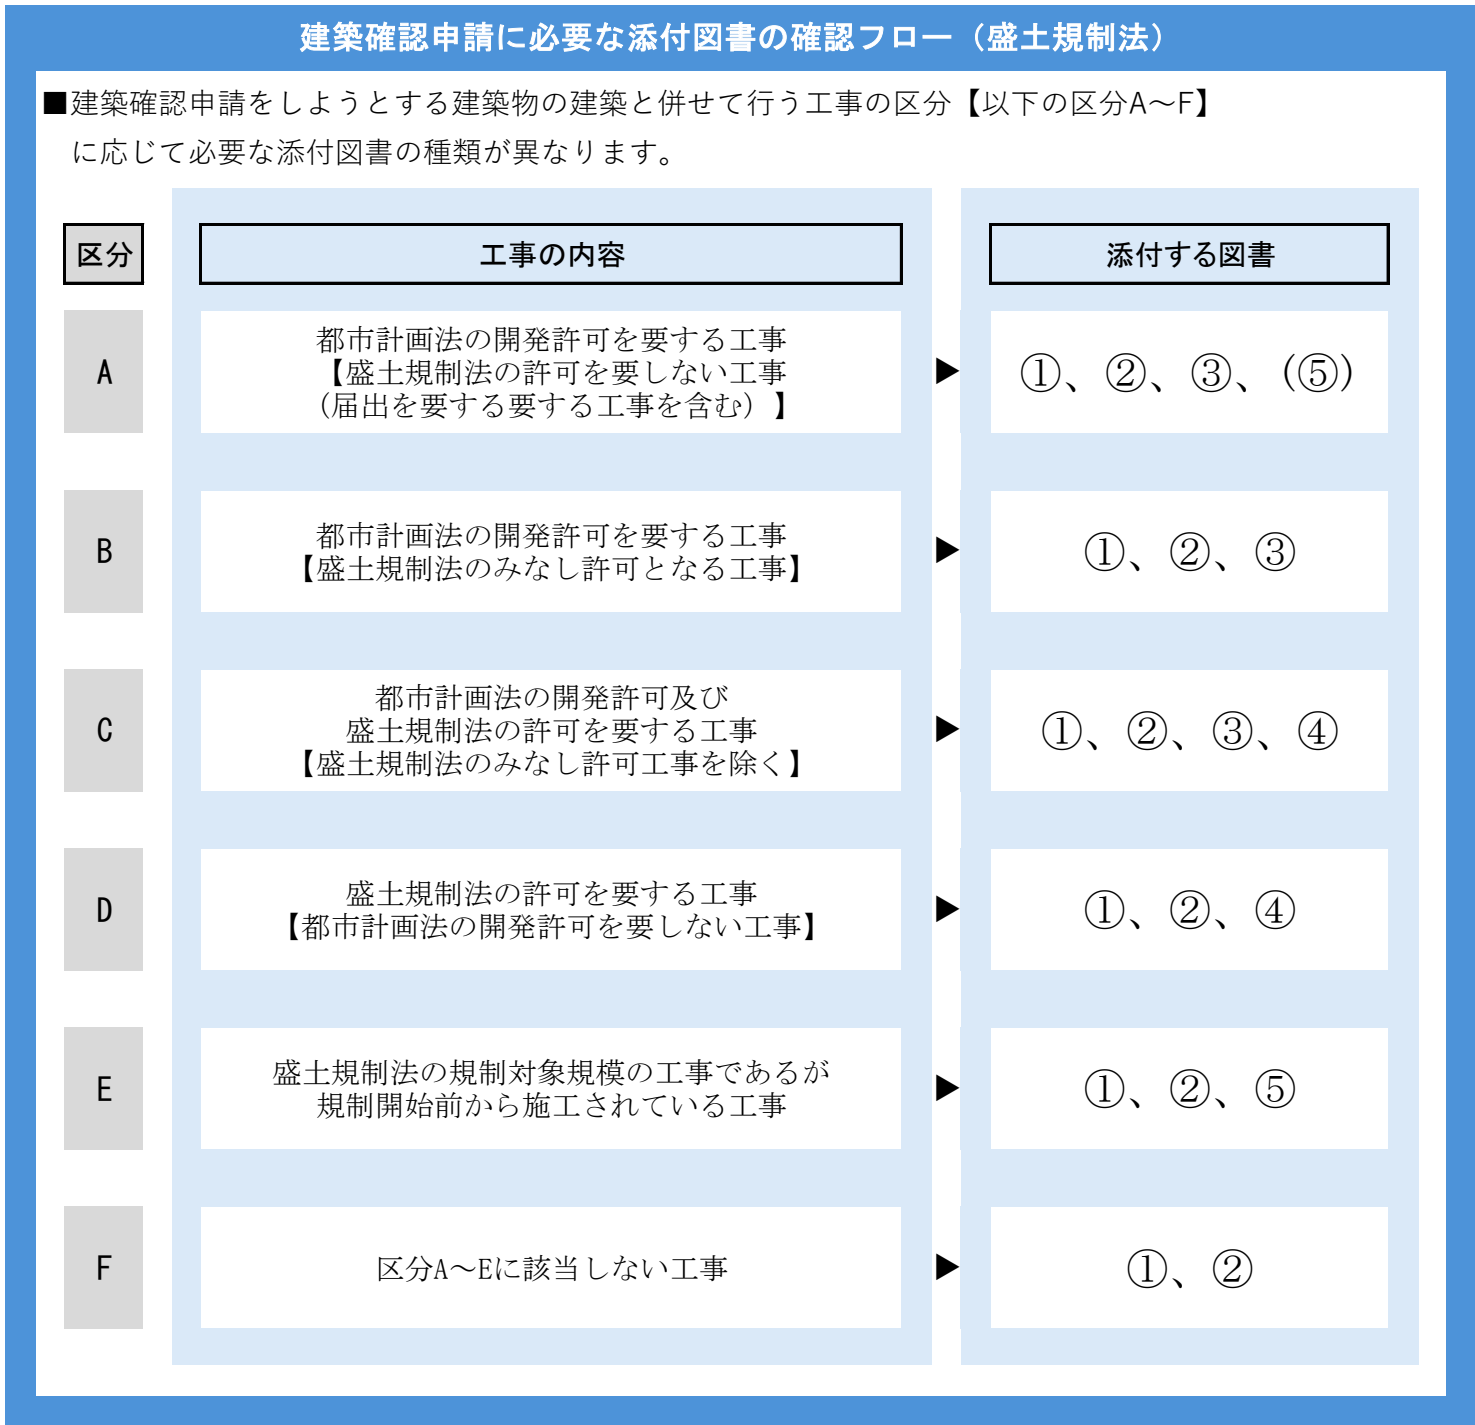 建築確認申請に必要な添付図書の確認フロー（盛土規制法）
■建築確認申請をしようとする建築物の建築と併せて行う工事の区分【以下の区分A～F】
に応じて必要な添付図書の種類が異なります。
区分
工事の内容
添付する図書
A
都市計画法の開発許可を要する工事
【盛土規制法の許可を要しない工事
（届出を要する要する工事を含む）】
▶
①、②、③、（⑤）
B
都市計画法の開発許可を要する工事
【盛土規制法のみなし許可となる工事】
▶
①、②、③
C
都市計画法の開発許可及び
盛土規制法の許可を要する工事
【盛土規制法のみなし許可工事を除く】
▶
①、②、③、④
D
盛土規制法の許可を要する工事
【都市計画法の開発許可を要しない工事】
▶
①、②、④
E
盛土規制法の規制対象規模の工事であるが
規制開始前から施工されている工事
▶
①、②、⑤
F
区分A～Eに該当しない工事
▶
①、②